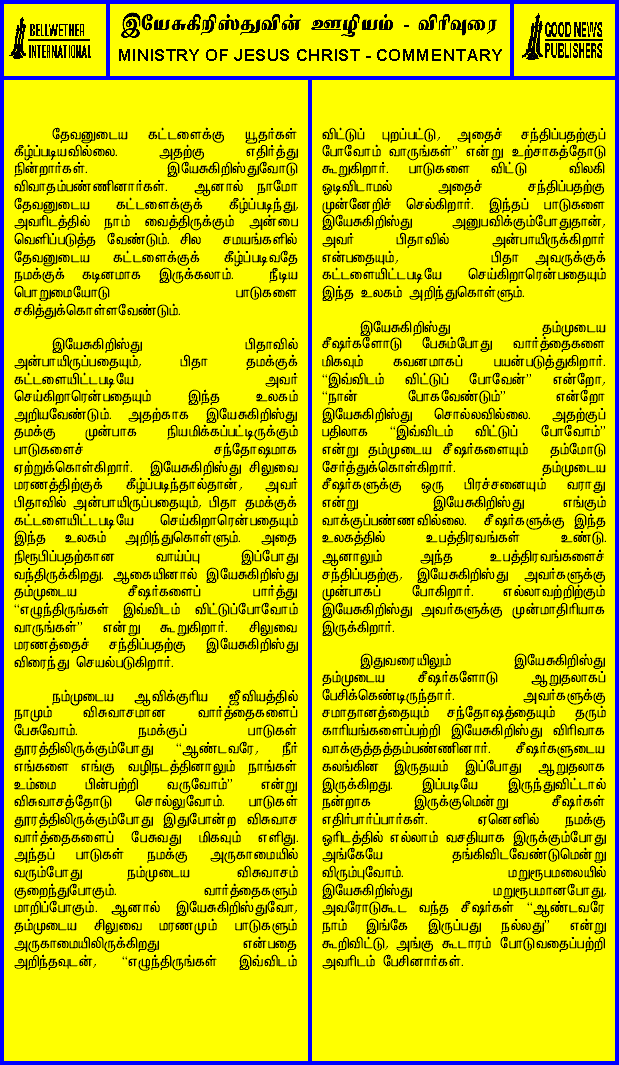 BELLWETHER
INTERNATIONAL
இயேசுகிறிஸ்துவின் ஊழியம் - விரிவுரை
MINISTRY OF JESUS CHRIST - COMMENTARY
GOOD NEWS
PUBLISHERS
தேவனுடைய கட்டளைக்கு யூதர்கள்
கீழ்ப்படியவில்லை. அதற்கு எதிர்த்து
நின்றார்கள். இயேசுகிறிஸ்துவோடு
விவாதம்பண்ணினார்கள். ஆனால் நாமோ
தேவனுடைய கட்டளைக்குக் கீழ்ப்படிந்து,
அவரிடத்தில் நாம் வைத்திருக்கும் அன்பை
வெளிப்படுத்த வேண்டும். சில சமயங்களில்
தேவனுடைய கட்டளைக்குக் கீழ்ப்படிவதே
நமக்குக் கடினமாக இருக்கலாம். நீடிய
பொறுமையோடு பாடுகளை
சகித்துக்கொள்ளவேண்டும்.
இயேசுகிறிஸ்து பிதாவில்
அன்பாயிருப்பதையும், பிதா தமக்குக்
கட்டளையிட்டபடியே அவர்
செய்கிறாரென்பதையும் இந்த உலகம்
அறியவேண்டும். அதற்காக இயேசுகிறிஸ்து
தமக்கு முன்பாக நியமிக்கப்பட்டிருக்கும்
பாடுகளைச் சந்தோஷமாக
ஏற்றுக்கொள்கிறார். இயேசுகிறிஸ்து சிலுவை
மரணத்திற்குக் கீழ்ப்படிந்தால்தான், அவர்
பிதாவில் அன்பாயிருப்பதையும், பிதா தமக்குக்
கட்டளையிட்டபடியே செய்கிறாரென்பதையும்
இந்த உலகம் அறிந்துகொள்ளும். அதை
நிரூபிப்பதற்கான வாய்ப்பு இப்போது
வந்திருக்கிறது. ஆகையினால் இயேசுகிறிஸ்து
தம்முடைய சீஷர்களைப் பார்த்து
“எழுந்திருங்கள் இவ்விடம் விட்டுப்போவோம்
வாருங்கள்” என்று கூறுகிறார். சிலுவை
மரணத்தைச் சந்திப்பதற்கு இயேசுகிறிஸ்து
விரைந்து செயல்படுகிறார்.
நம்முடைய ஆவிக்குரிய ஜீவியத்தில்
நாமும் விசுவாசமான வார்த்தைகளைப்
பேசுவோம். நமக்குப் பாடுகள்
தூரத்திலிருக்கும்போது “ஆண்டவரே, நீர்
எங்களை எங்கு வழிநடத்தினாலும் நாங்கள்
உம்மை பின்பற்றி வருவோம்” என்று
விசுவாசத்தோடு சொல்லுவோம். பாடுகள்
தூரத்திலிருக்கும்போது இதுபோன்ற விசுவாச
வார்த்தைகளைப் பேசுவது மிகவும் எளிது.
அந்தப் பாடுகள் நமக்கு அருகாமையில்
வரும்போது நம்முடைய விசுவாசம்
குறைந்துபோகும். வார்த்தைகளும்
மாறிப்போகும். ஆனால் இயேசுகிறிஸ்துவோ,
தம்முடைய சிலுவை மரணமும் பாடுகளும்
அருகாமையிலிருக்கிறது என்பதை
அறிந்தவுடன், “எழுந்திருங்கள் இவ்விடம்
விட்டுப் புறப்பட்டு, அதைச் சந்திப்பதற்குப்
போவோம் வாருங்கள்” என்று உற்சாகத்தோடு
கூறுகிறார். பாடுகளை விட்டு விலகி
ஓடிவிடாமல் அதைச் சந்திப்பதற்கு
முன்னேறிச் செல்கிறார். இந்தப் பாடுகளை
இயேசுகிறிஸ்து அனுபவிக்கும்போதுதான்,
அவர் பிதாவில் அன்பாயிருக்கிறார்
என்பதையும், பிதா அவருக்குக்
கட்டளையிட்டபடியே செய்கிறாரென்பதையும்
இந்த உலகம் அறிந்துகொள்ளும்.
இயேசுகிறிஸ்து தம்முடைய
சீஷர்களோடு பேசும்போது வார்த்தைகளை
மிகவும் கவனமாகப் பயன்படுத்துகிறார்.
“இவ்விடம் விட்டுப் போவேன்” என்றோ,
“நான் போகவேண்டும்” என்றோ
இயேசுகிறிஸ்து சொல்லவில்லை. அதற்குப்
பதிலாக “இவ்விடம் விட்டுப் போவோம்”
என்று தம்முடைய சீஷர்களையும் தம்மோடு
சேர்த்துக்கொள்கிறார். தம்முடைய
சீஷர்களுக்கு ஒரு பிரச்சனையும் வராது
என்று இயேசுகிறிஸ்து எங்கும்
வாக்குப்பண்ணவில்லை. சீஷர்களுக்கு இந்த
உலகத்தில் உபத்திரவங்கள் உண்டு.
ஆனாலும் அந்த உபத்திரவங்களைச்
சந்திப்பதற்கு, இயேசுகிறிஸ்து அவர்களுக்கு
முன்பாகப் போகிறார். எல்லாவற்றிற்கும்
இயேசுகிறிஸ்து அவர்களுக்கு முன்மாதிரியாக
இருக்கிறார்.
இதுவரையிலும் இயேசுகிறிஸ்து
தம்முடைய சீஷர்களோடு ஆறுதலாகப்
பேசிக்கெண்டிருந்தார். அவர்களுக்கு
சமாதானத்தையும் சந்தோஷத்தையும் தரும்
காரியங்களைப்பற்றி இயேசுகிறிஸ்து விரிவாக
வாக்குத்தத்தம்பண்ணினார். சீஷர்களுடைய
கலங்கின இருதயம் இப்போது ஆறுதலாக
இருக்கிறது. இப்படியே இருந்துவிட்டால்
நன்றாக இருக்குமென்று சீஷர்கள்
எதிர்பார்ப்பார்கள். ஏனெனில் நமக்கு
ஓரிடத்தில் எல்லாம் வசதியாக இருக்கும்போது
அங்கேயே தங்கிவிடவேண்டுமென்று
விரும்புவோம். மறுரூபமலையில்
இயேசுகிறிஸ்து மறுரூபமானபோது,
அவரோடுகூட வந்த சீஷர்கள் “ஆண்டவரே
நாம் இங்கே இருப்பது நல்லது” என்று
கூறிவிட்டு, அங்கு கூடாரம் போடுவதைப்பற்றி
அவரிடம் பேசினார்கள்.